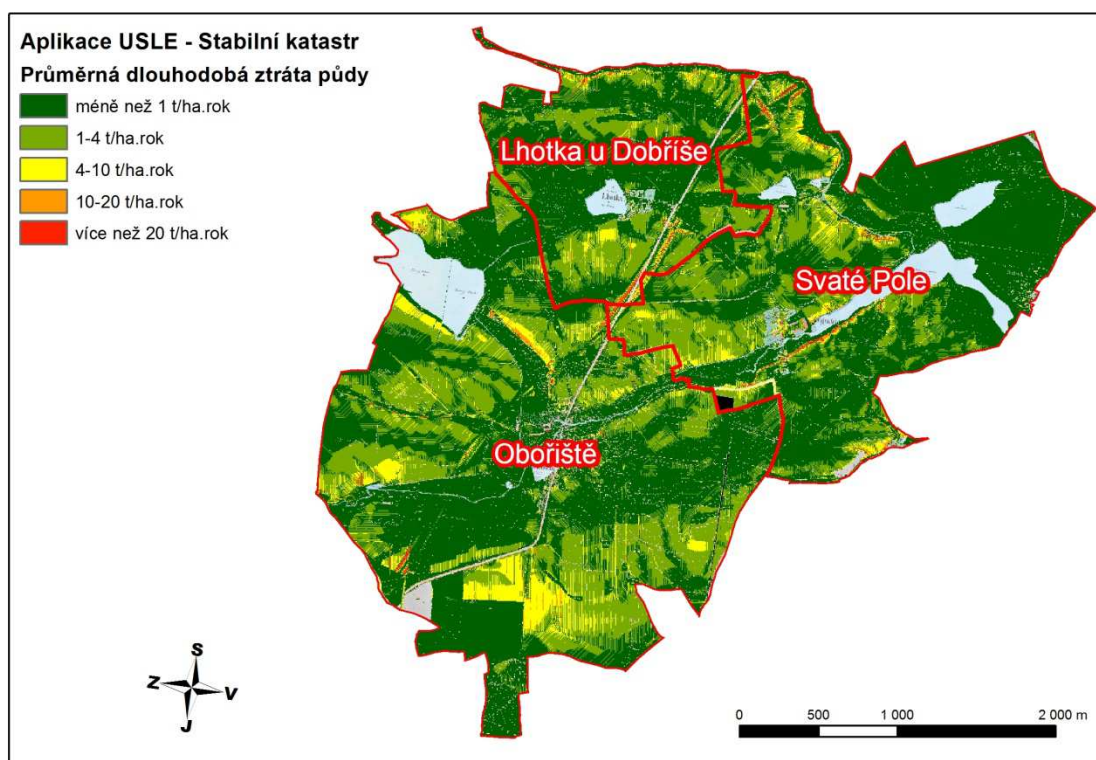 Aplikace USLE - Stabilní katastr
Průměrná dlouhodobá ztráta půdy
méně než 1 t/ha.rok
1-4 t/ha.rok
4-10 t/ha.rok
10-20 t/ha.rok
více než 20 t/ha.rok
Lhotka u Dobříše
Lhotka
Svaté Pole
Obořiště
S
Z
V
J
0 500 1 000 2 000 m